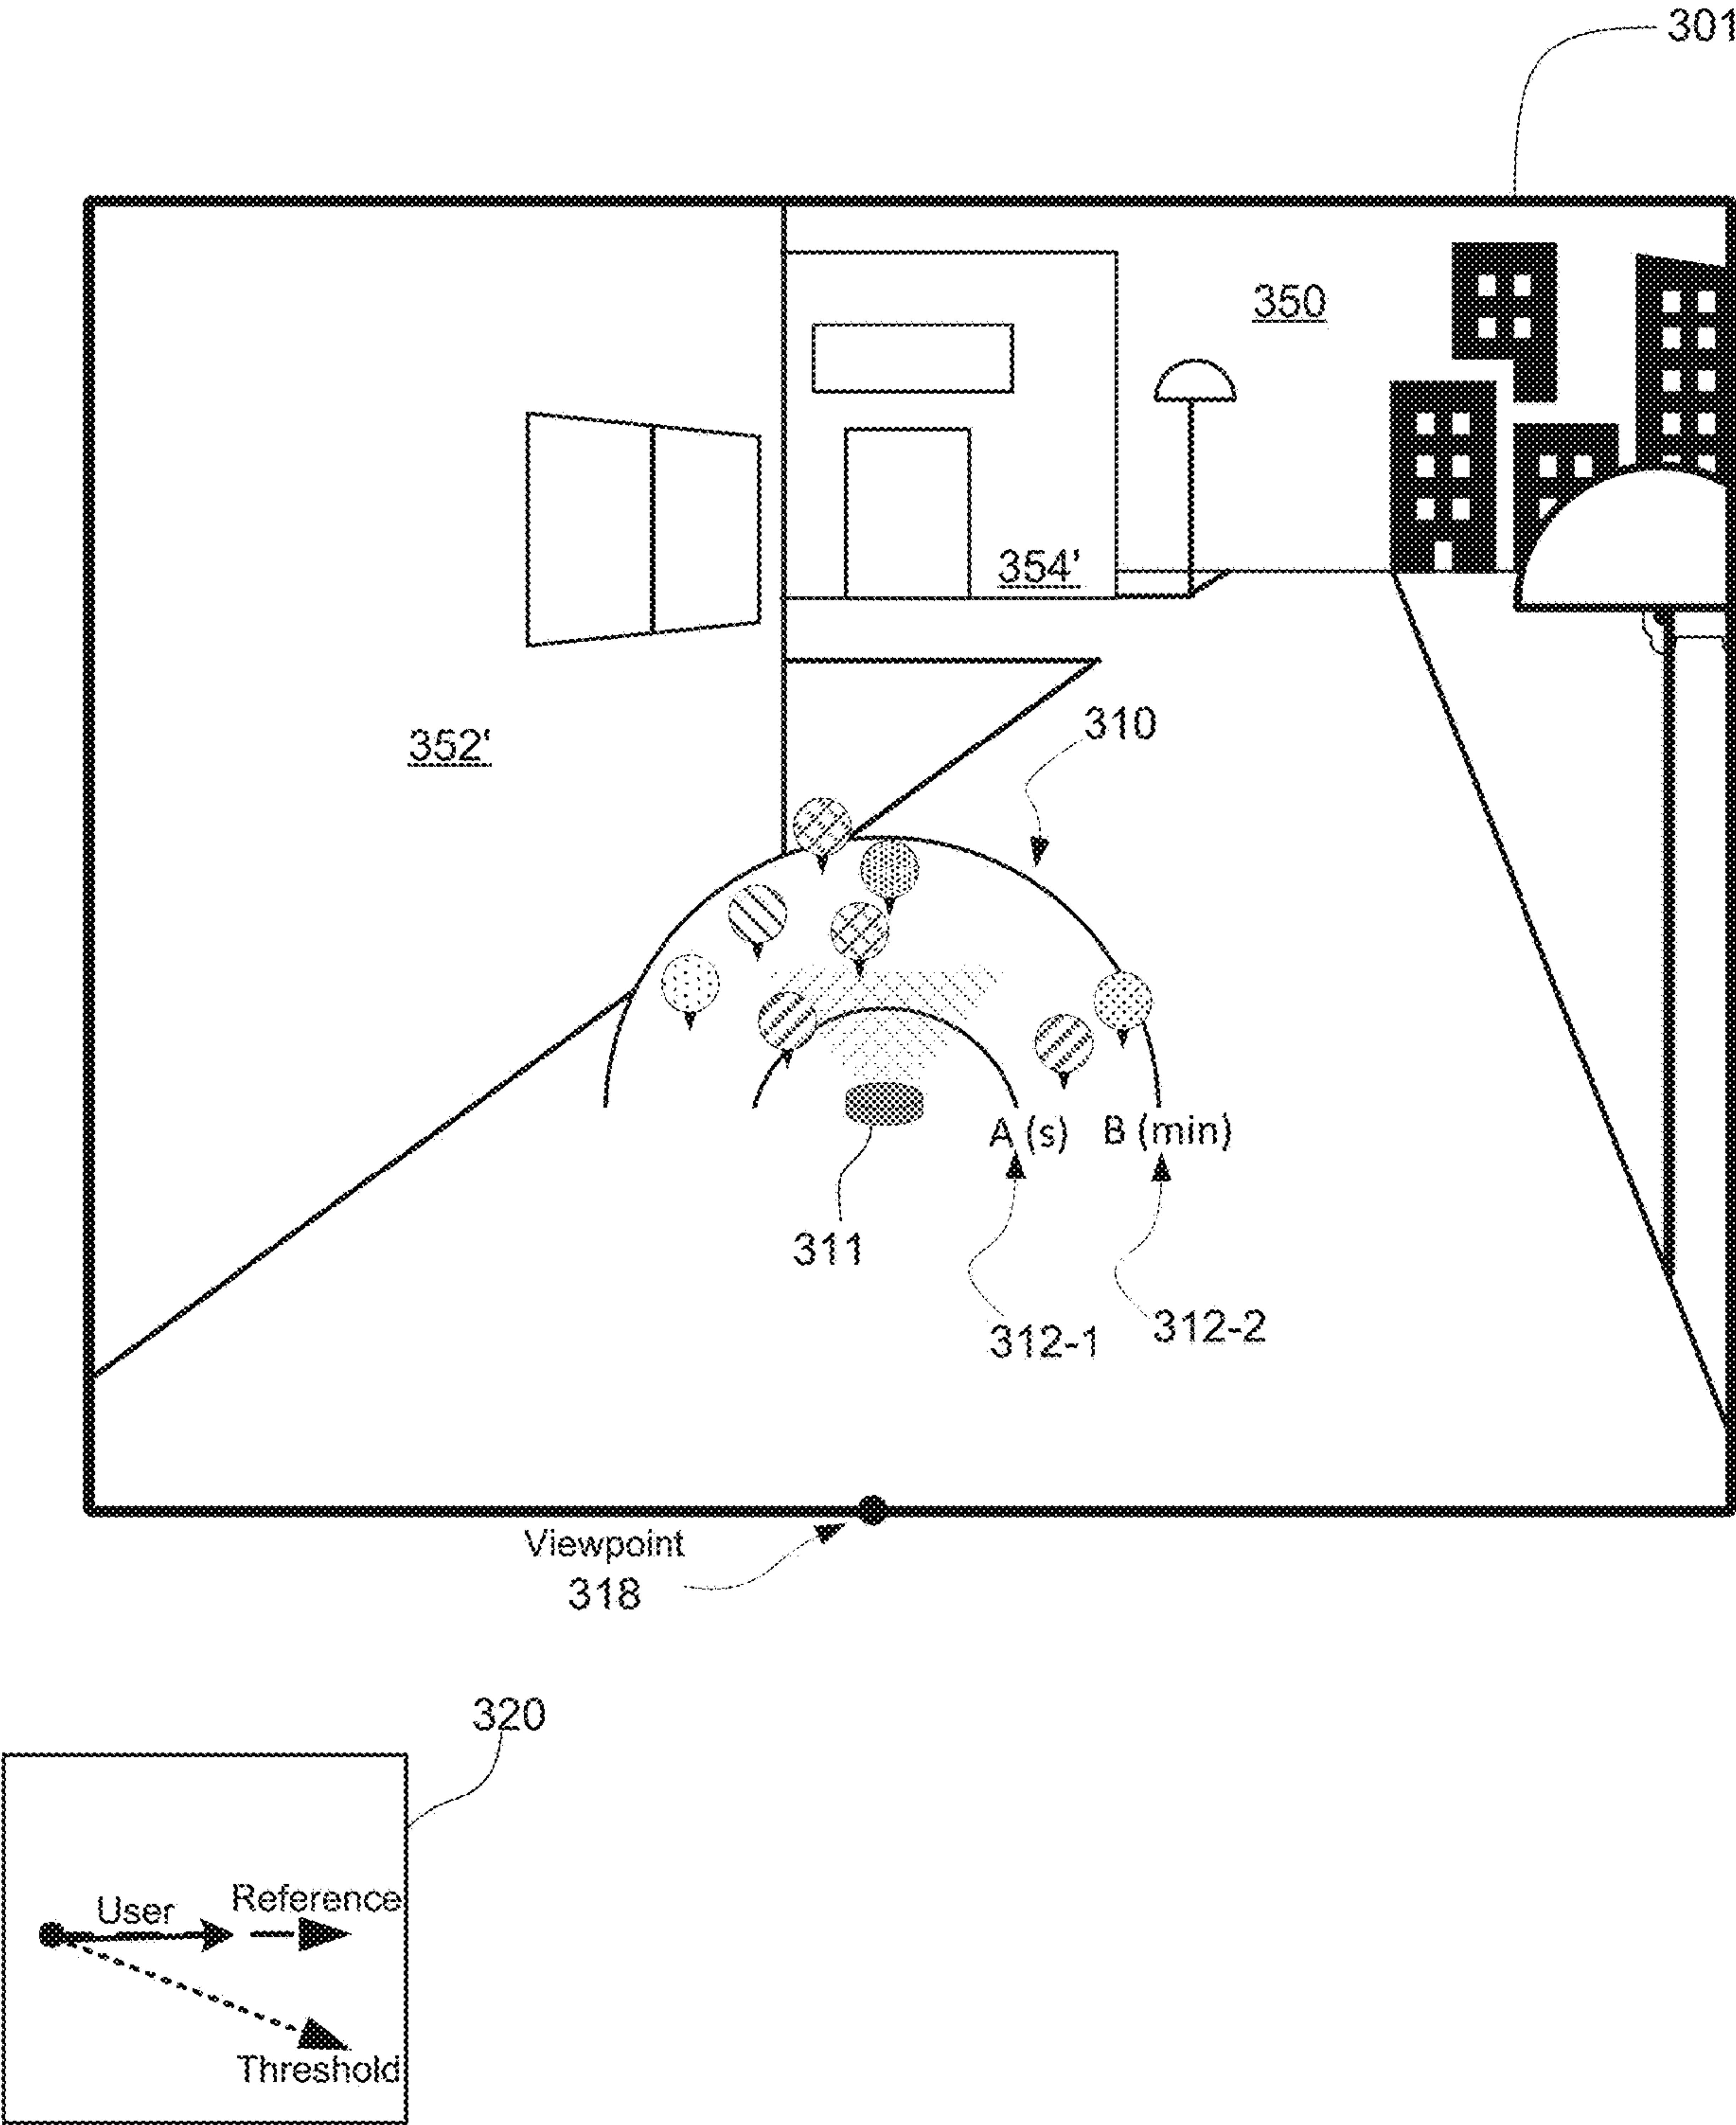 301
350
354'
352'
310
A (s) B (min)
311
312-1
312-2
Viewpoint
318
320
User
Reference
Threshold